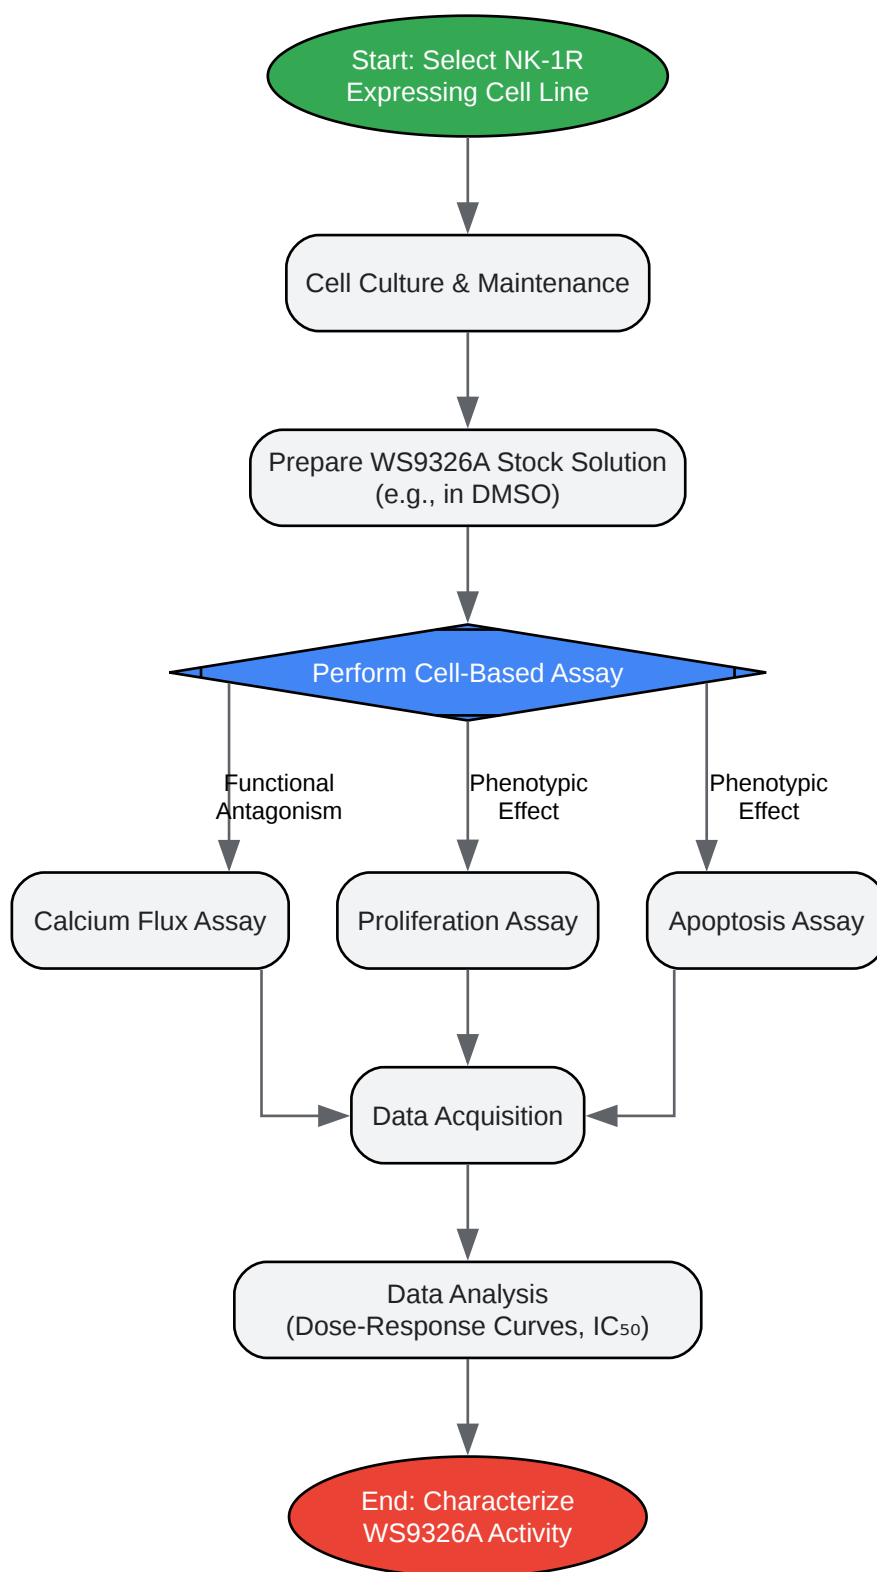 Start: Select NK-1R
Expressing Cell Line
Cell Culture & Maintenance
Prepare WS9326A Stock Solution
(e.g., in DMSO)
Perform Cell-Based Assay
Functional
Antagonism
Phenotypic
Effect
Phenotypic
Effect
Calcium Flux Assay
Proliferation Assay
Apoptosis Assay
Data Acquisition
Data Analysis
(Dose-Response Curves, IC₅₀)
End: Characterize
WS9326A Activity